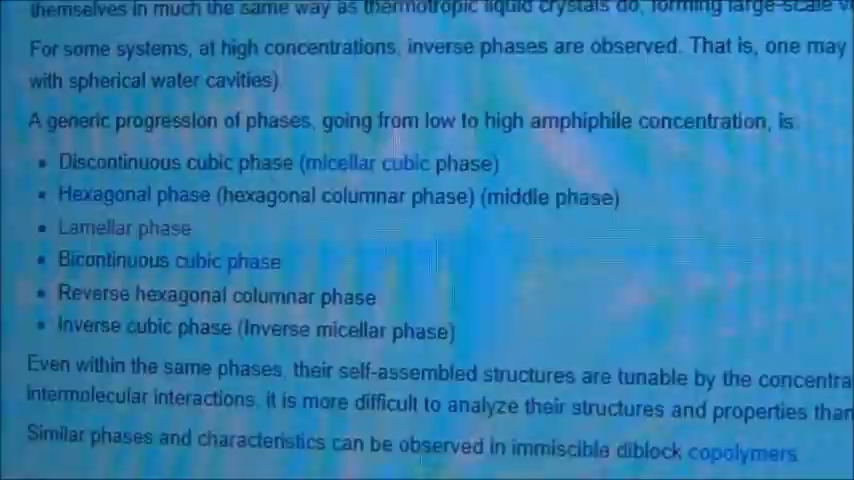 themselves in much the same way as thermotropic liquid crystals do, forming large-scale
For some systems, at high concentrations, inverse phases are observed. That is, one may
with spherical water cavities)
A generic progression of phases, going from low to high amphiphile concentration, is:
Discontinuous cubic phase (micellar cubic phase)
Hexagonal phase (hexagonal columnar phase) (middle phase)
Lamellar phase
Bicontinuous cubic phase
Reverse hexagonal columnar phase
Inverse cubic phase (Inverse micellar phase)
Even within the same phases, their self-assembled structures are tunable by the concentra
intermolecular interactions, it is more difficult to analyze their structures and properties than
Similar phases and characteristics can be observed in immiscible diblock copolymers.